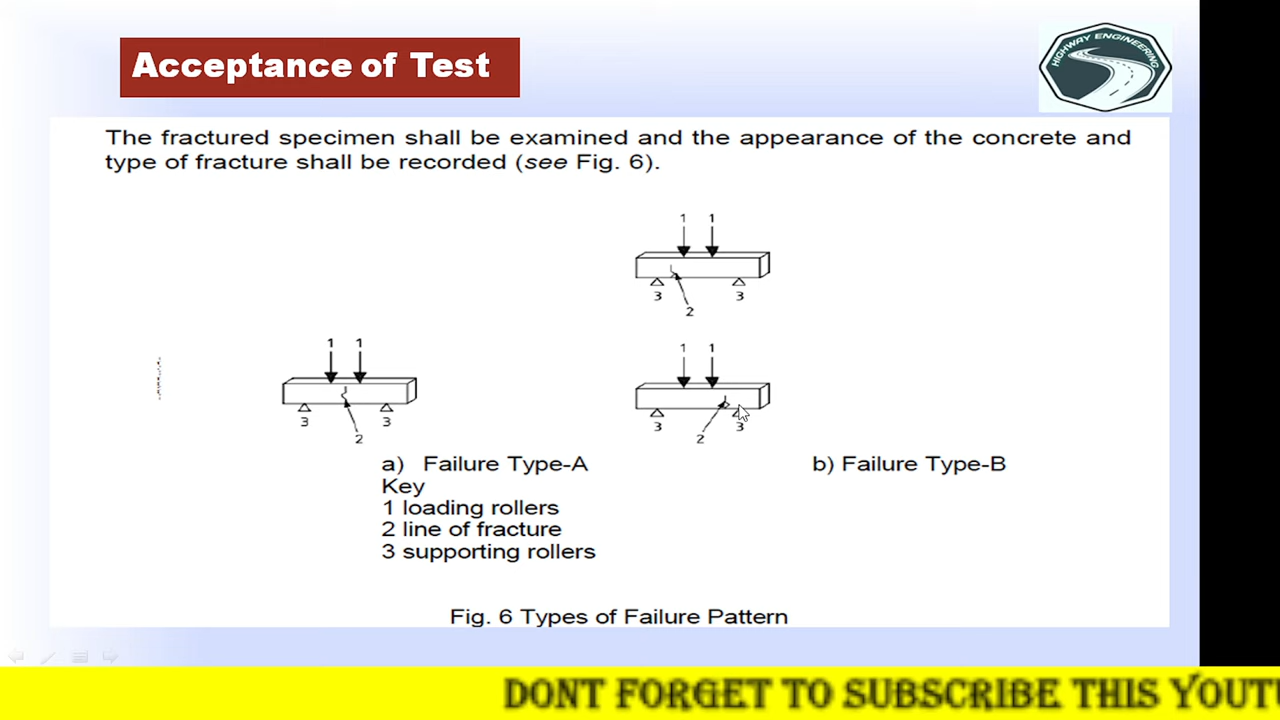 Acceptance of Test
HIGHWAY ENGINEERING
The fractured specimen shall be examined and the appearance of the concrete and
type of fracture shall be recorded (see Fig. 6).
1 1
3 3
2
1 1
3 3
2
1 1
3 3
2
a) Failure Type-A
b) Failure Type-B
Key
1 loading rollers
2 line of fracture
3 supporting rollers
Fig. 6 Types of Failure Pattern
DONT FORGET TO SUBSCRIBE THIS YOUT